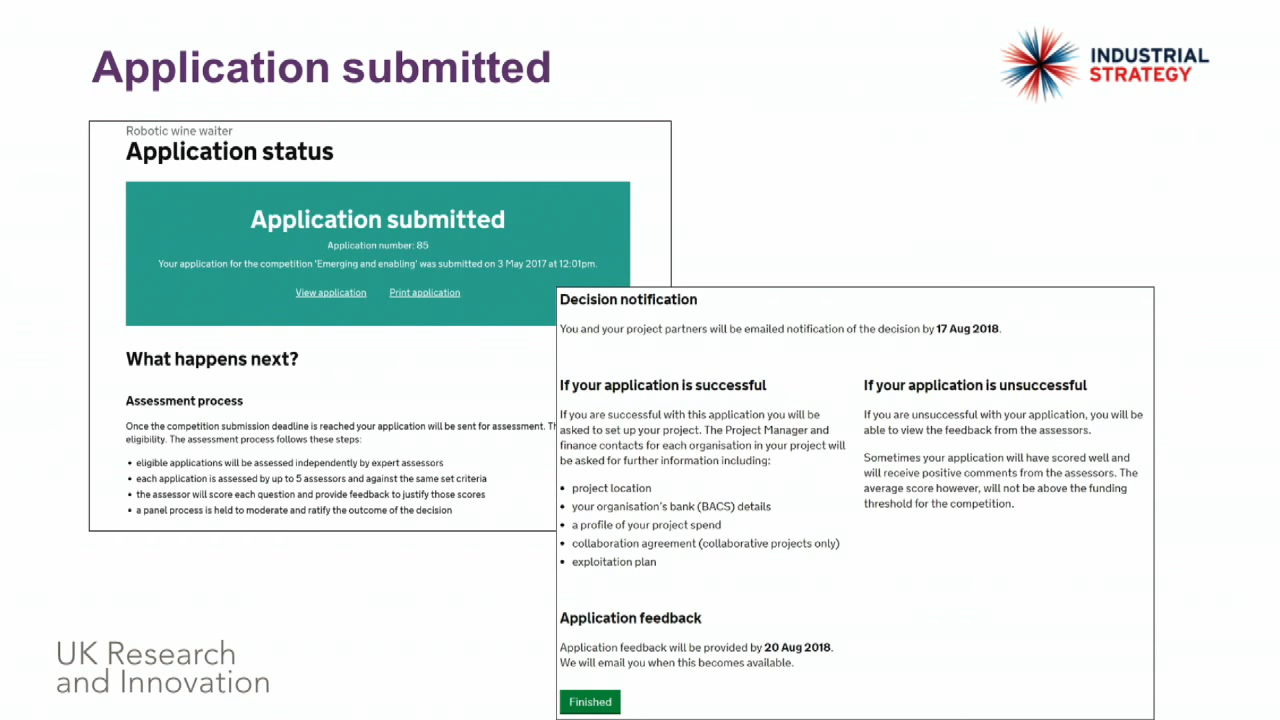 Application submitted
INDUSTRIAL
STRATEGY
Robotic wine waiter
Application status
Application submitted
Application number: 85
Your application for the competition 'Emerging and enabling' was submitted on 3 May 2017 at 12:01pm.
View application Print application
What happens next?
Assessment process
Once the competition submission deadline is reached your application will be sent for assessment. Th
eligibility. The assessment process follows these steps:
• eligible applications will be assessed independently by expert assessors
• each application is assessed by up to 5 assessors and against the same set criteria
• the assessor will score each question and provide feedback to justify those scores
• a panel process is held to moderate and ratify the outcome of the decision
Decision notification
You and your project partners will be emailed notification of the decision by 17 Aug 2018.
If your application is successful
If you are successful with this application you will be
asked to set up your project. The Project Manager and
finance contacts for each organisation in your project will
be asked for further information including:
• project location
• your organisation's bank (BACS) details
• a profile of your project spend
• collaboration agreement (collaborative projects only)
• exploitation plan
If your application is unsuccessful
If you are unsuccessful with your application, you will be
able to view the feedback from the assessors.
Sometimes your application will have scored well and
will receive positive comments from the assessors. The
average score however, will not be above the funding
threshold for the competition.
Application feedback
Application feedback will be provided by 20 Aug 2018.
We will email you when this becomes available.
Finished
UK Research
and Innovation